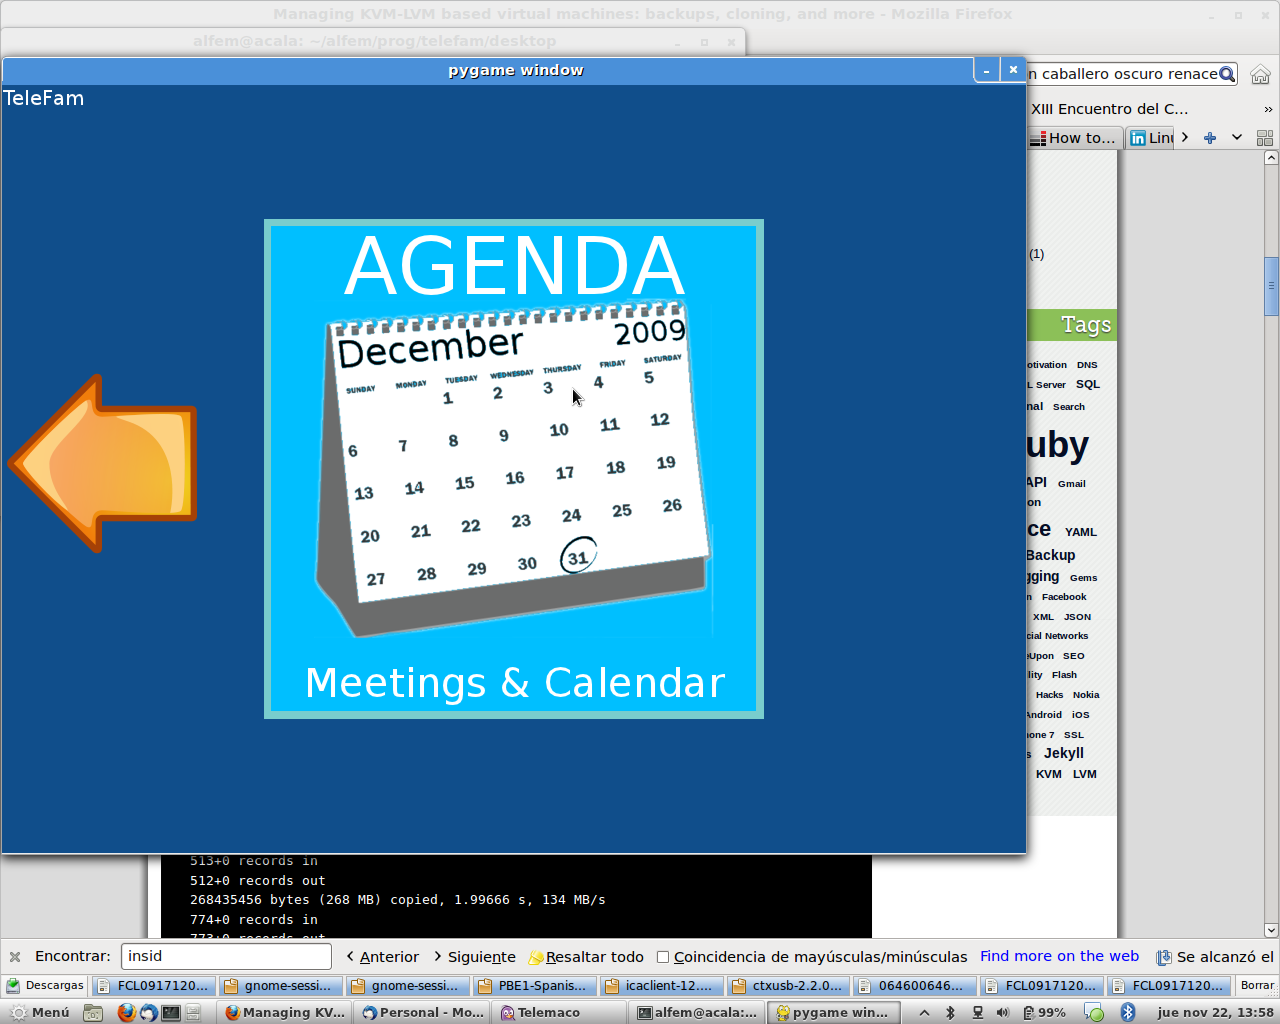 Managing KVM-LVM based virtual machines: backups, cloning, and more - Mozilla Firefox
alfem@acala: ~/alfem/prog/telefam/desktop
pygame window
n caballero oscuro renace
TeleFam
XIII Encuentro del C...
»
How to...
Linu
AGENDA
December 2009
SUNDAY MONDAY TUESDAY WEDNESDAY THURSDAY FRIDAY SATURDAY
1 2 3 4 5
6 7 8 9 10 11 12
13 14 15 16 17 18 19
20 21 22 23 24 25 26
27 28 29 30 31
Meetings & Calendar
(1)
Tags
otivation DNS
L Server SQL
nal Search
uby
API Gmail
on
ce YAML
Backup
gging Gems
n Facebook
XML JSON
cial Networks
eUpon SEO
ility Flash
Hacks Nokia
Android iOS
one 7 SSL
s Jekyll
KVM LVM
513+0 records in
512+0 records out
268435456 bytes (268 MB) copied, 1.99666 s, 134 MB/s
774+0 records in
773+0 records out
Encontrar: insid Anterior Siguiente Resaltar todo Coincidencia de mayúsculas/minúsculas Find more on the web Se alcanzó el
Descargas FCL0917120... gnome-sessi... gnome-sessi... PBE1-Spanis... icaclient-12.... ctxusb-2.2.0... 064600646... FCL0917120... FCL0917120... Borrar
Menú Managing KV... Personal - Mo... Telemaco alfem@acala:... pygame win... 99% jue nov 22, 13:58